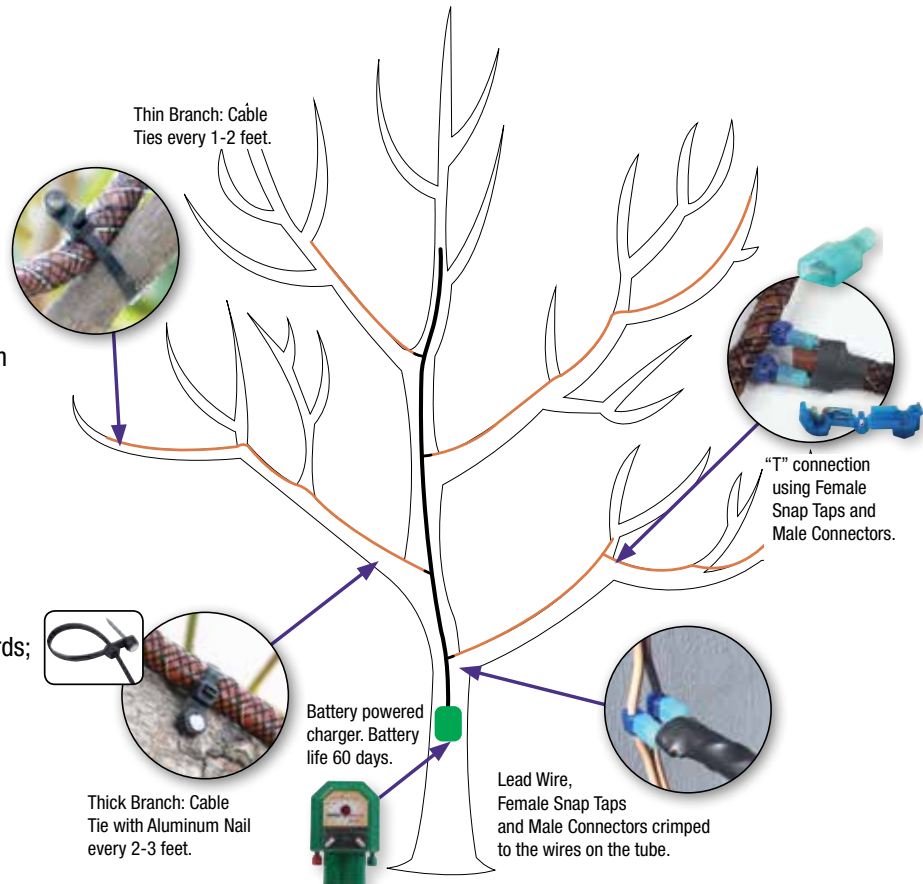 Thin Branch: Cable
Ties every 1-2 feet.
"T" connection
using Female
Snap Taps and
Male Connectors.
rds;
Battery powered
charger. Battery
life 60 days.
Thick Branch: Cable
Tie with Aluminum Nail
every 2-3 feet.
Lead Wire,
Female Snap Taps
and Male Connectors crimped
to the wires on the tube.